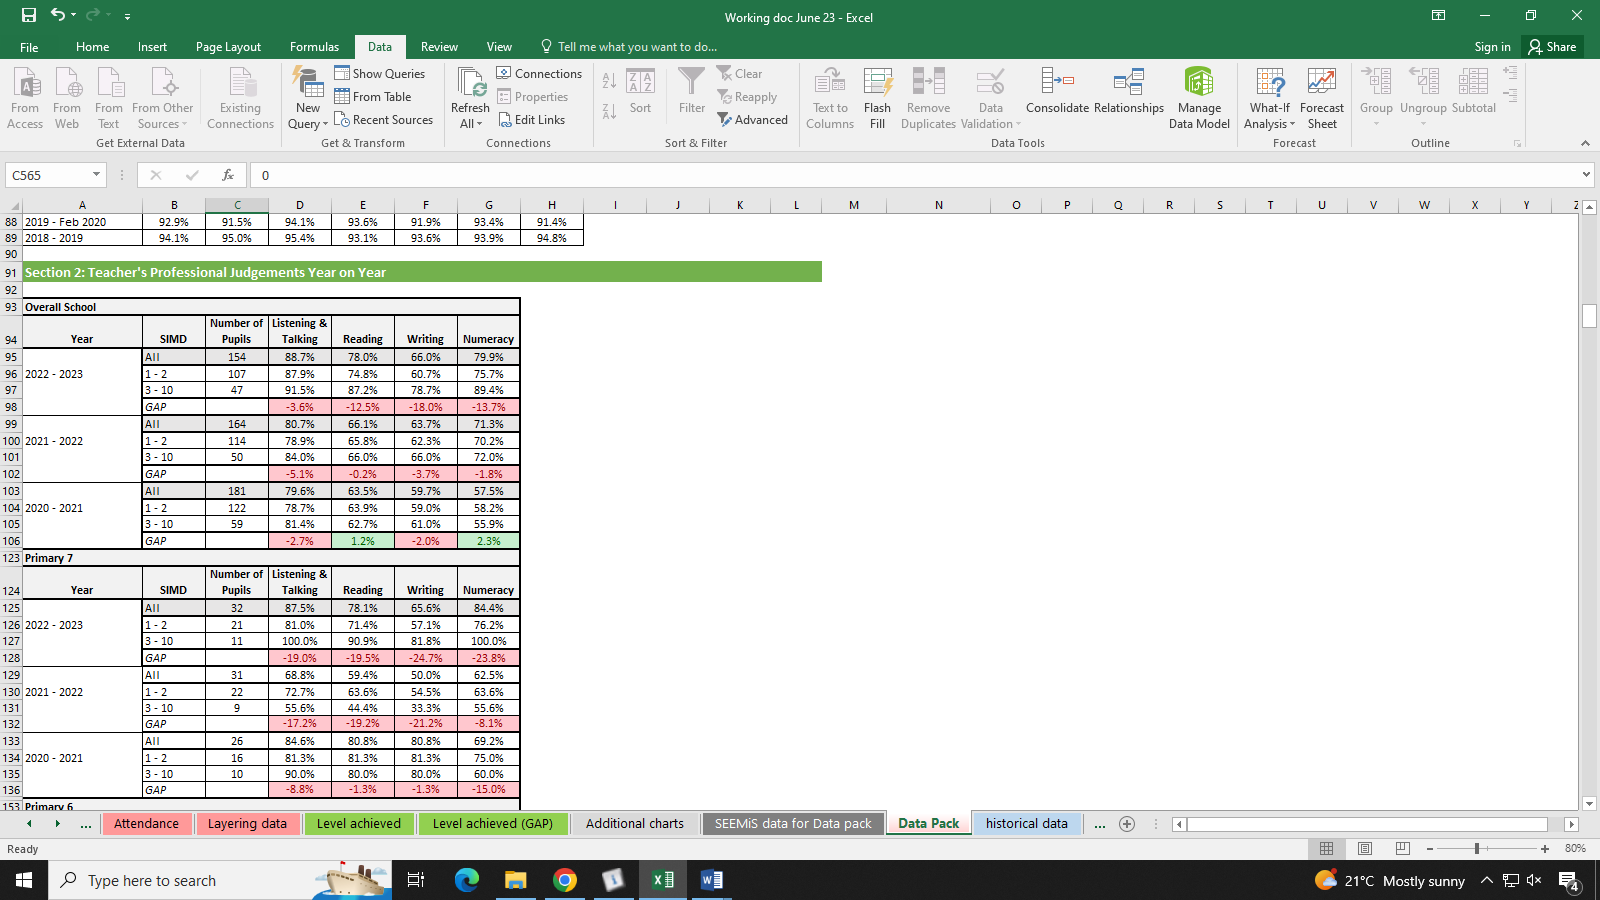 Working doc June 23 - Excel
File Home Insert Page Layout Formulas Data Review View Tell me what you want to do... Sign in Share
From Access From Web From Text From Other Sources Existing Connections New Query Show Queries From Table Recent Sources Refresh All Connections Properties Edit Links Sort Filter Clear Reapply Advanced Text to Columns Flash Fill Remove Duplicates Data Validation Consolidate Relationships Manage Data Model What-If Analysis Forecast Sheet Group Ungroup Subtotal
Get External Data Get & Transform Connections Sort & Filter Data Tools Forecast Outline
C565 fx 0
A B C D E F G H I J K L M N O P Q R S T U V W X Y Z
88 2019 - Feb 2020 92.9% 91.5% 94.1% 93.6% 91.9% 93.4% 91.4%
89 2018 - 2019 94.1% 95.0% 95.4% 93.1% 93.6% 93.9% 94.8%
90
91 Section 2: Teacher's Professional Judgements Year on Year
92
93 Overall School
94 Year SIMD Number of Pupils Listening & Talking Reading Writing Numeracy
95 All 154 88.7% 78.0% 66.0% 79.9%
96 2022 - 2023 1 - 2 107 87.9% 74.8% 60.7% 75.7%
97 3 - 10 47 91.5% 87.2% 78.7% 89.4%
98 GAP -3.6% -12.5% -18.0% -13.7%
99 All 164 80.7% 66.1% 63.7% 71.3%
100 2021 - 2022 1 - 2 114 78.9% 65.8% 62.3% 70.2%
101 3 - 10 50 84.0% 66.0% 66.0% 72.0%
102 GAP -5.1% -0.2% -3.7% -1.8%
103 All 181 79.6% 63.5% 59.7% 57.5%
104 2020 - 2021 1 - 2 122 78.7% 63.9% 59.0% 58.2%
105 3 - 10 59 81.4% 62.7% 61.0% 55.9%
106 GAP -2.7% 1.2% -2.0% 2.3%
123 Primary 7
124 Year SIMD Number of Pupils Listening & Talking Reading Writing Numeracy
125 All 32 87.5% 78.1% 65.6% 84.4%
126 2022 - 2023 1 - 2 21 81.0% 71.4% 57.1% 76.2%
127 3 - 10 11 100.0% 90.9% 81.8% 100.0%
128 GAP -19.0% -19.5% -24.7% -23.8%
129 All 31 68.8% 59.4% 50.0% 62.5%
130 2021 - 2022 1 - 2 22 72.7% 63.6% 54.5% 63.6%
131 3 - 10 9 55.6% 44.4% 33.3% 55.6%
132 GAP -17.2% -19.2% -21.2% -8.1%
133 All 26 84.6% 80.8% 80.8% 69.2%
134 2020 - 2021 1 - 2 16 81.3% 81.3% 81.3% 75.0%
135 3 - 10 10 90.0% 80.0% 80.0% 60.0%
136 GAP -8.8% -1.3% -1.3% -15.0%
153 Primary 6
... Attendance Layering data Level achieved Level achieved (GAP) Additional charts SEEMiS data for Data pack Data Pack historical data ...
Ready 80%
Type here to search 21°C Mostly sunny 4